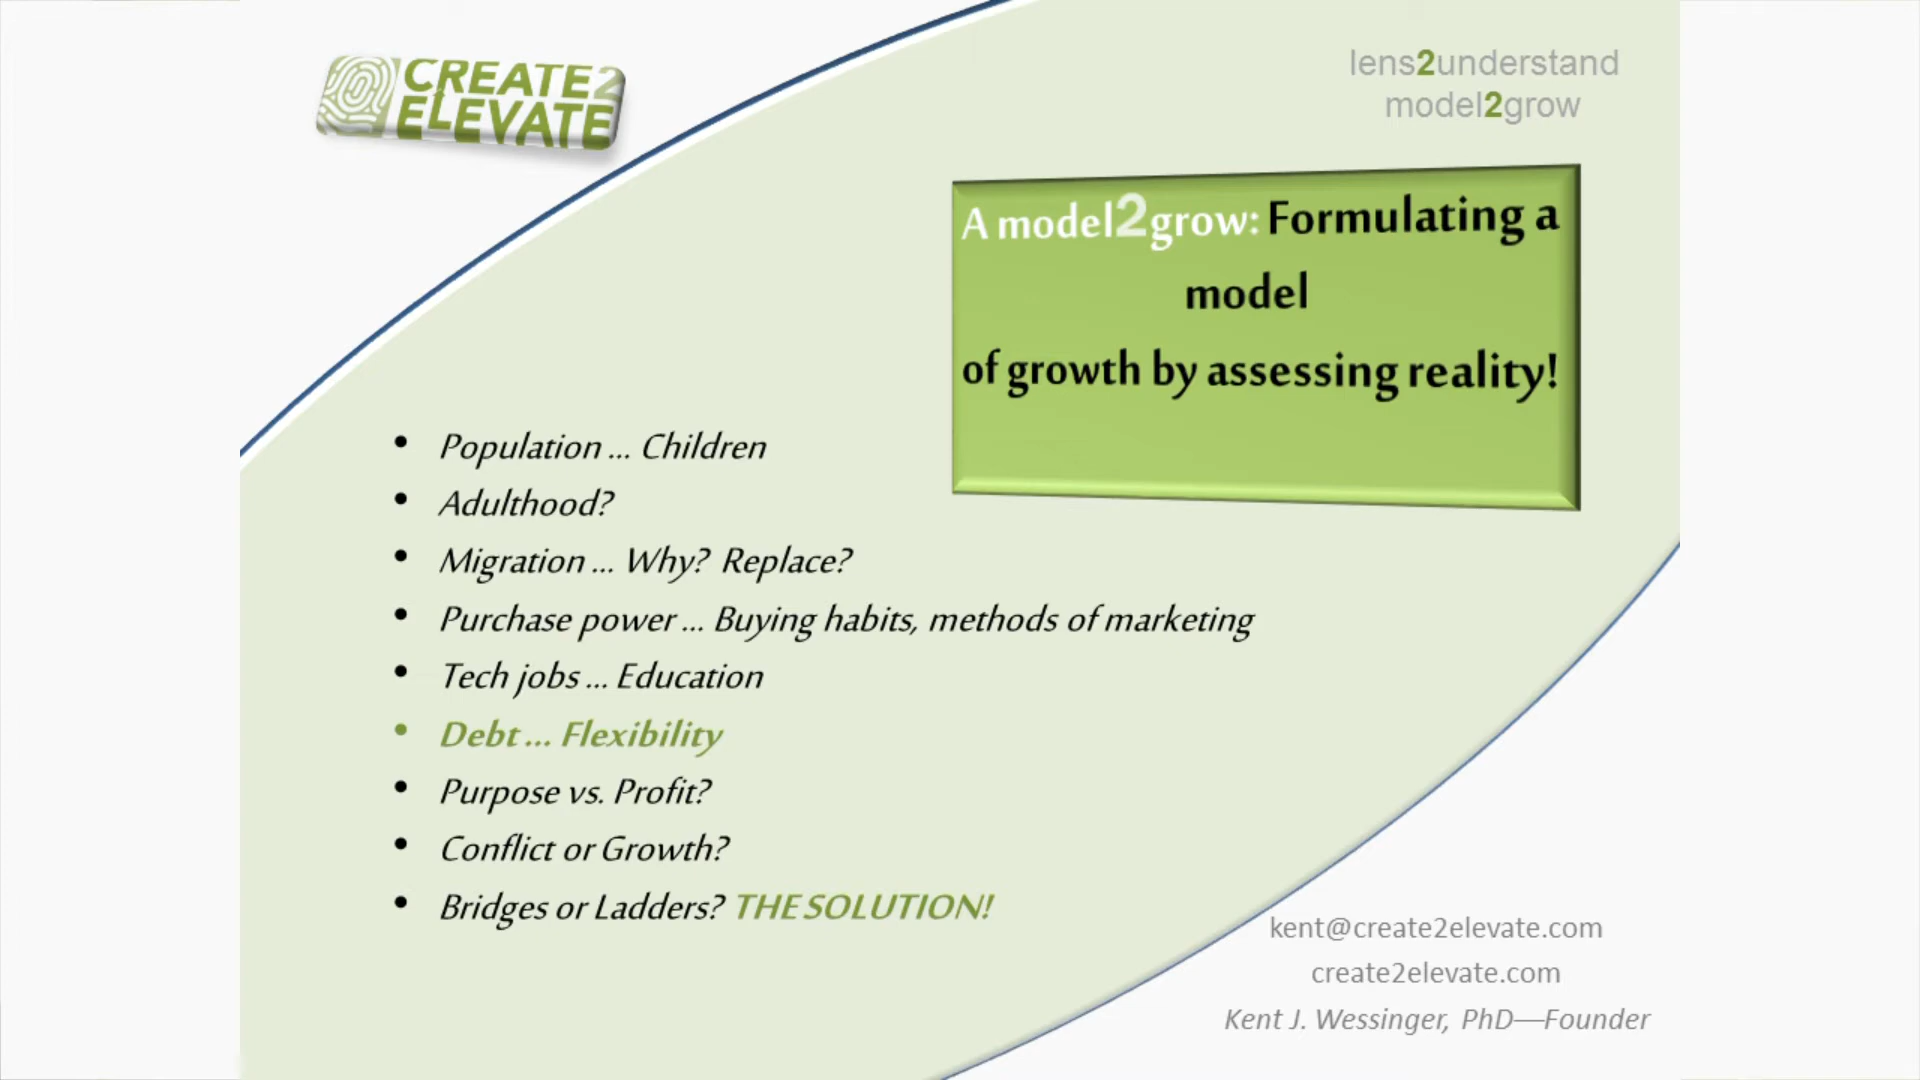 CREATE2
ELEVATE
lens2understand
model2grow
A model2grow: Formulating a
model
of growth by assessing reality!
• Population ... Children
• Adulthood?
• Migration ... Why? Replace?
• Purchase power ... Buying habits, methods of marketing
• Tech jobs ... Education
• Debt ... Flexibility
• Purpose vs. Profit?
• Conflict or Growth?
• Bridges or Ladders? THE SOLUTION!
kent@create2elevate.com
create2elevate.com
Kent J. Wessinger, PhD—Founder